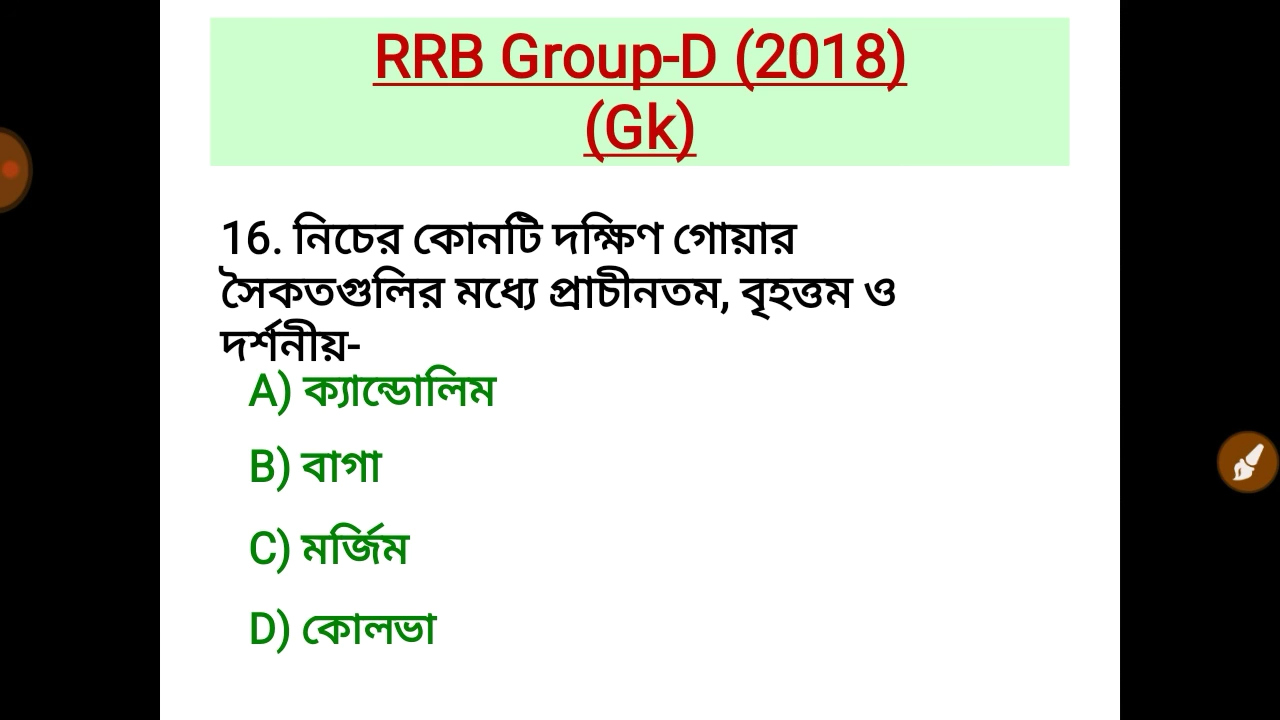 RRB Group-D (2018)
(Gk)
16. নিচের কোনটি দক্ষিণ গোয়ার
সৈকতগুলির মধ্যে প্রাচীনতম, বৃহত্তম ও
দর্শনীয়-
A) ক্যান্ডোলিম
B) বাগা
C) মর্জিম
D) কোলভা